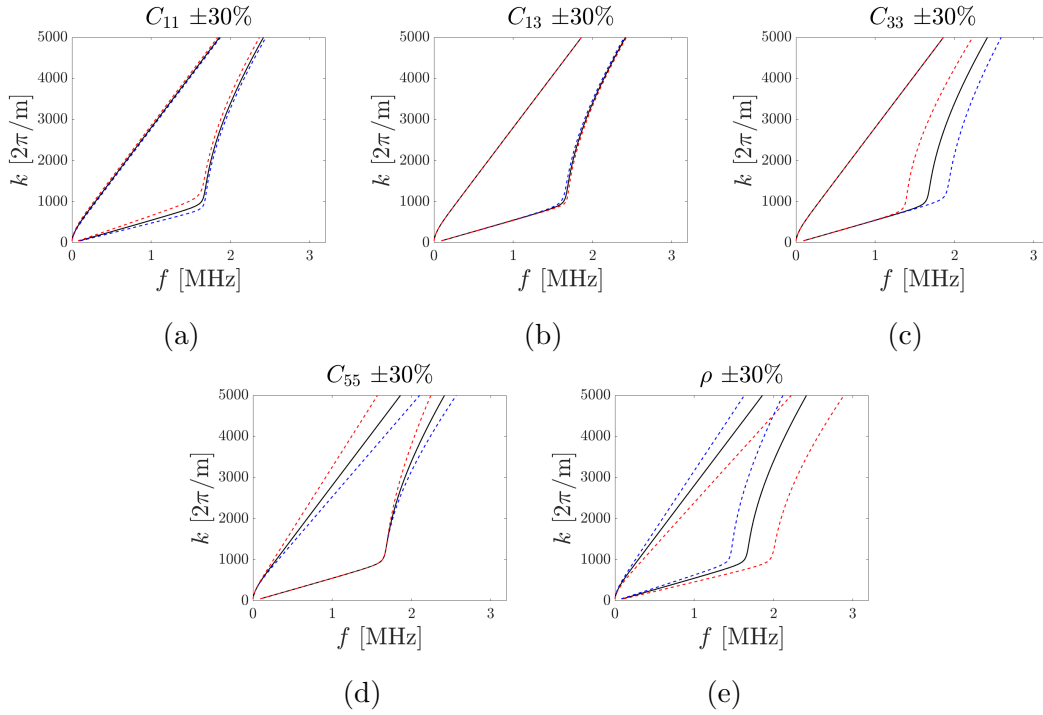 C₁₁ ±30%
5000
4000
3000
2000
1000
0
k [2π/m]
0 1 2 3
f [MHz]
(a)
C₁₃ ±30%
5000
4000
3000
2000
1000
0
k [2π/m]
0 1 2 3
f [MHz]
(b)
C₃₃ ±30%
5000
4000
3000
2000
1000
0
k [2π/m]
0 1 2 3
f [MHz]
(c)
C₅₅ ±30%
5000
4000
3000
2000
1000
0
k [2π/m]
0 1 2 3
f [MHz]
(d)
ρ ±30%
5000
4000
3000
2000
1000
0
k [2π/m]
0 1 2 3
f [MHz]
(e)